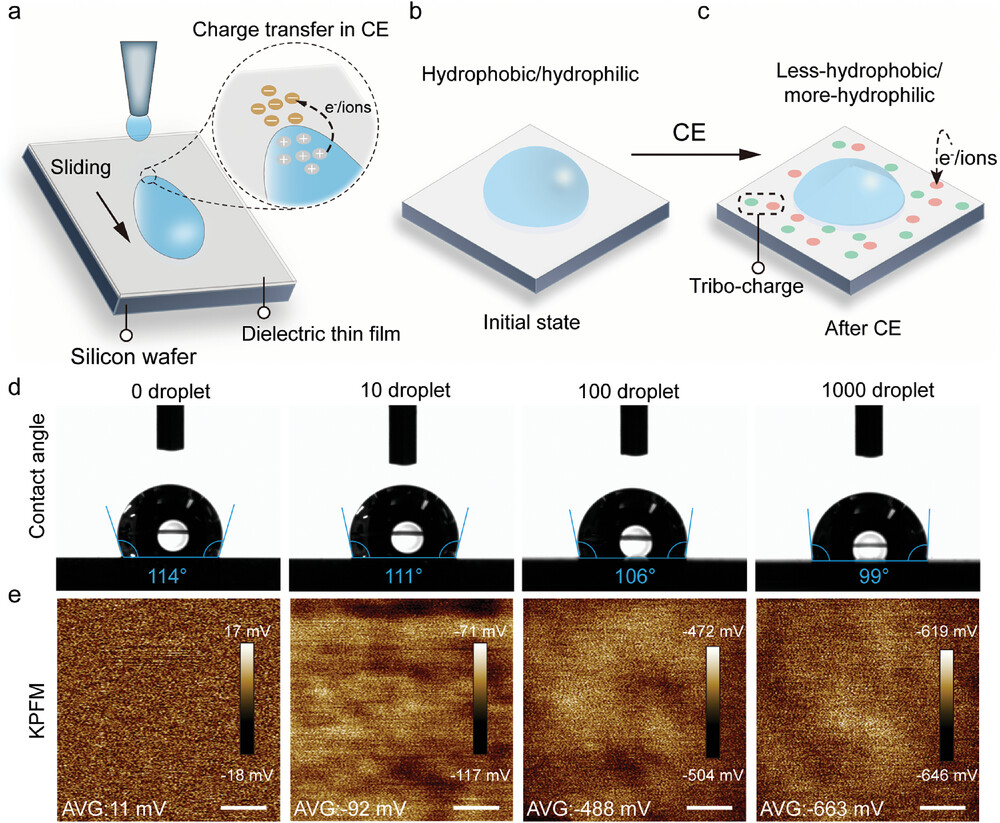 a
Charge transfer in CE
e⁻/ions
Sliding
Dielectric thin film
Silicon wafer
b
Hydrophobic/hydrophilic
Initial state
CE
c
Less-hydrophobic/
more-hydrophilic
e⁻/ions
Tribo-charge
After CE
d
0 droplet
10 droplet
100 droplet
1000 droplet
Contact angle
114°
111°
106°
99°
e
KPFM
17 mV
-18 mV
AVG:11 mV
-71 mV
-117 mV
AVG:-92 mV
-472 mV
-504 mV
AVG:-488 mV
-619 mV
-646 mV
AVG:-663 mV